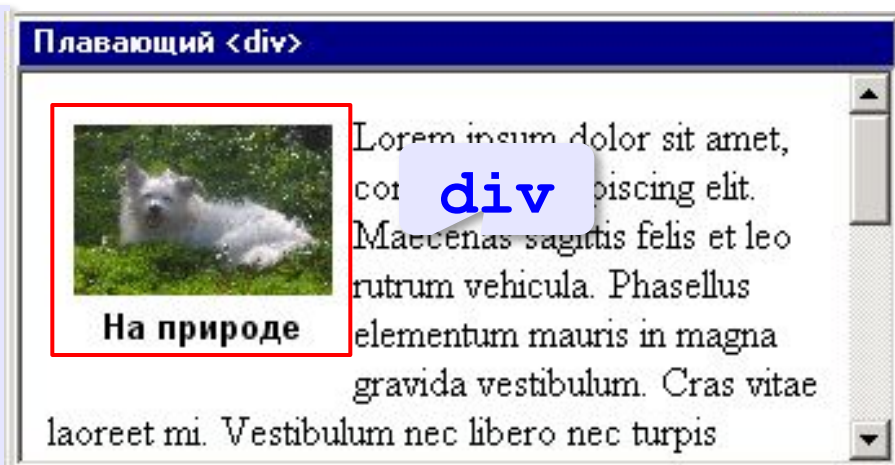 Плавающий <div>
Lorem ipsum dolor sit amet,
div
piscing elit.
Maecenas sagittis felis et leo
rutrum vehicula. Phasellus
На природе
elementum mauris in magna
gravida vestibulum. Cras vitae
laoreet mi. Vestibulum nec libero nec turpis